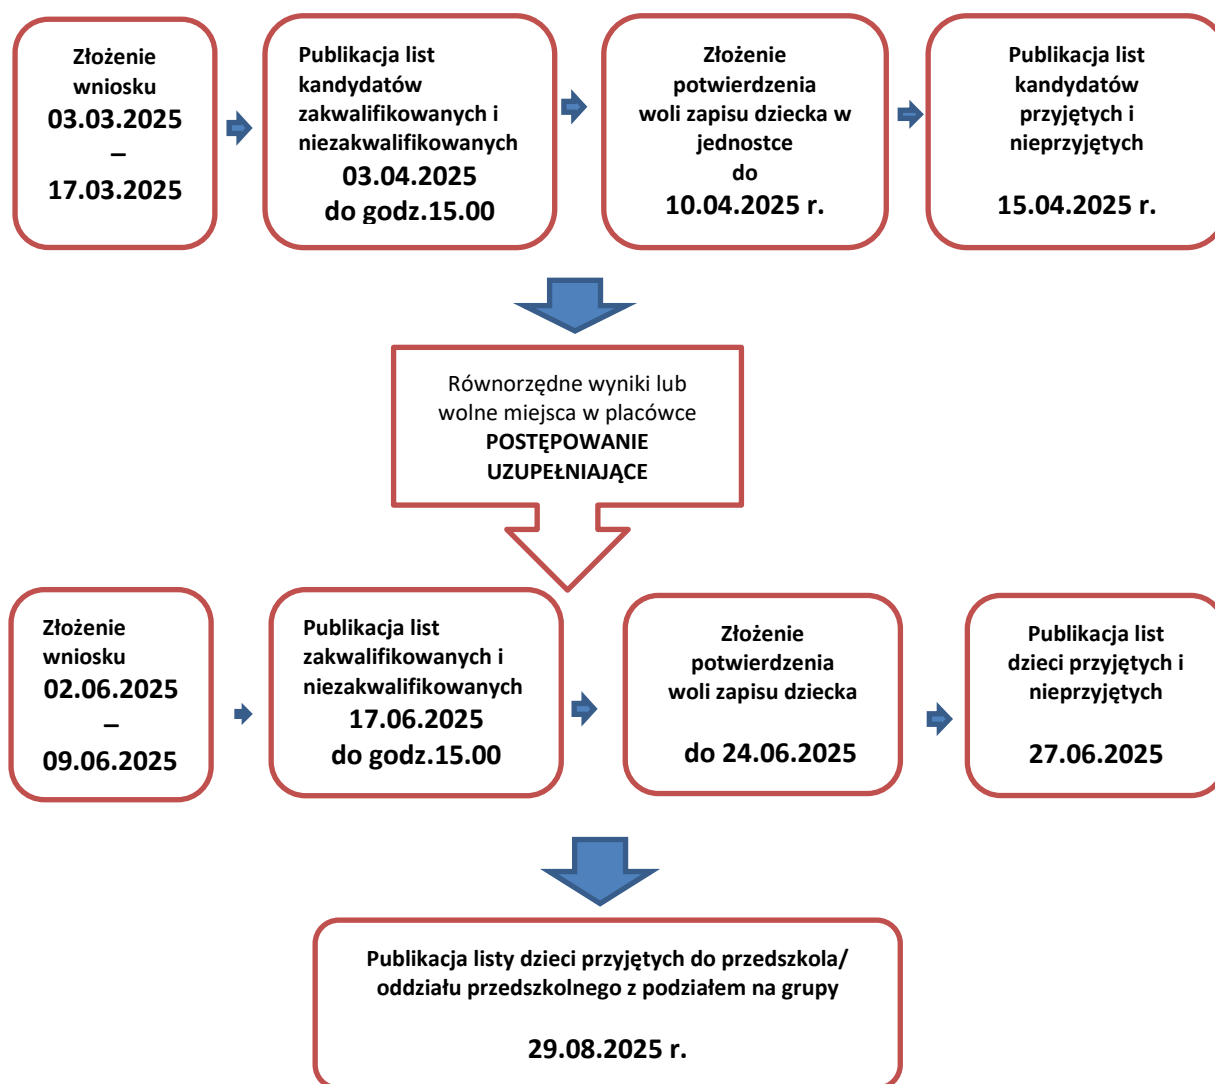 Złożenie
wniosku
03.03.2025
–
17.03.2025
Publikacja list
kandydatów
zakwalifikowanych i
niezakwalifikowanych
03.04.2025
do godz.15.00
Złożenie
potwierdzenia
woli zapisu dziecka w
jednostce
do
10.04.2025 r.
Publikacja list
kandydatów
przyjętych i
nieprzyjętych
15.04.2025 r.
Równorzędne wyniki lub
wolne miejsca w placówce
POSTĘPOWANIE
UZUPEŁNIAJĄCE
Złożenie
wniosku
02.06.2025
–
09.06.2025
Publikacja list
zakwalifikowanych i
niezakwalifikowanych
17.06.2025
do godz.15.00
Złożenie
potwierdzenia
woli zapisu dziecka
do 24.06.2025
Publikacja list
dzieci przyjętych i
nieprzyjętych
27.06.2025
Publikacja listy dzieci przyjętych do przedszkola/
oddziału przedszkolnego z podziałem na grupy
29.08.2025 r.